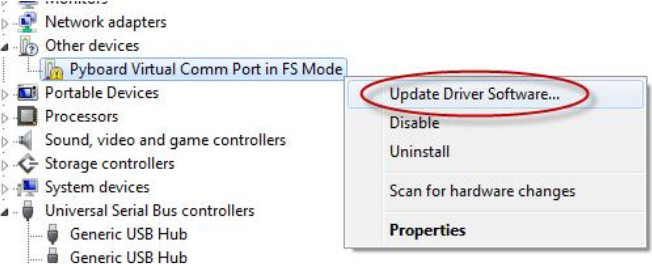 Monitors
Network adapters
Other devices
Pyboard Virtual Comm Port in FS Mode
Portable Devices
Processors
Sound, video and game controllers
Storage controllers
System devices
Universal Serial Bus controllers
Generic USB Hub
Generic USB Hub
Update Driver Software...
Disable
Uninstall
Scan for hardware changes
Properties